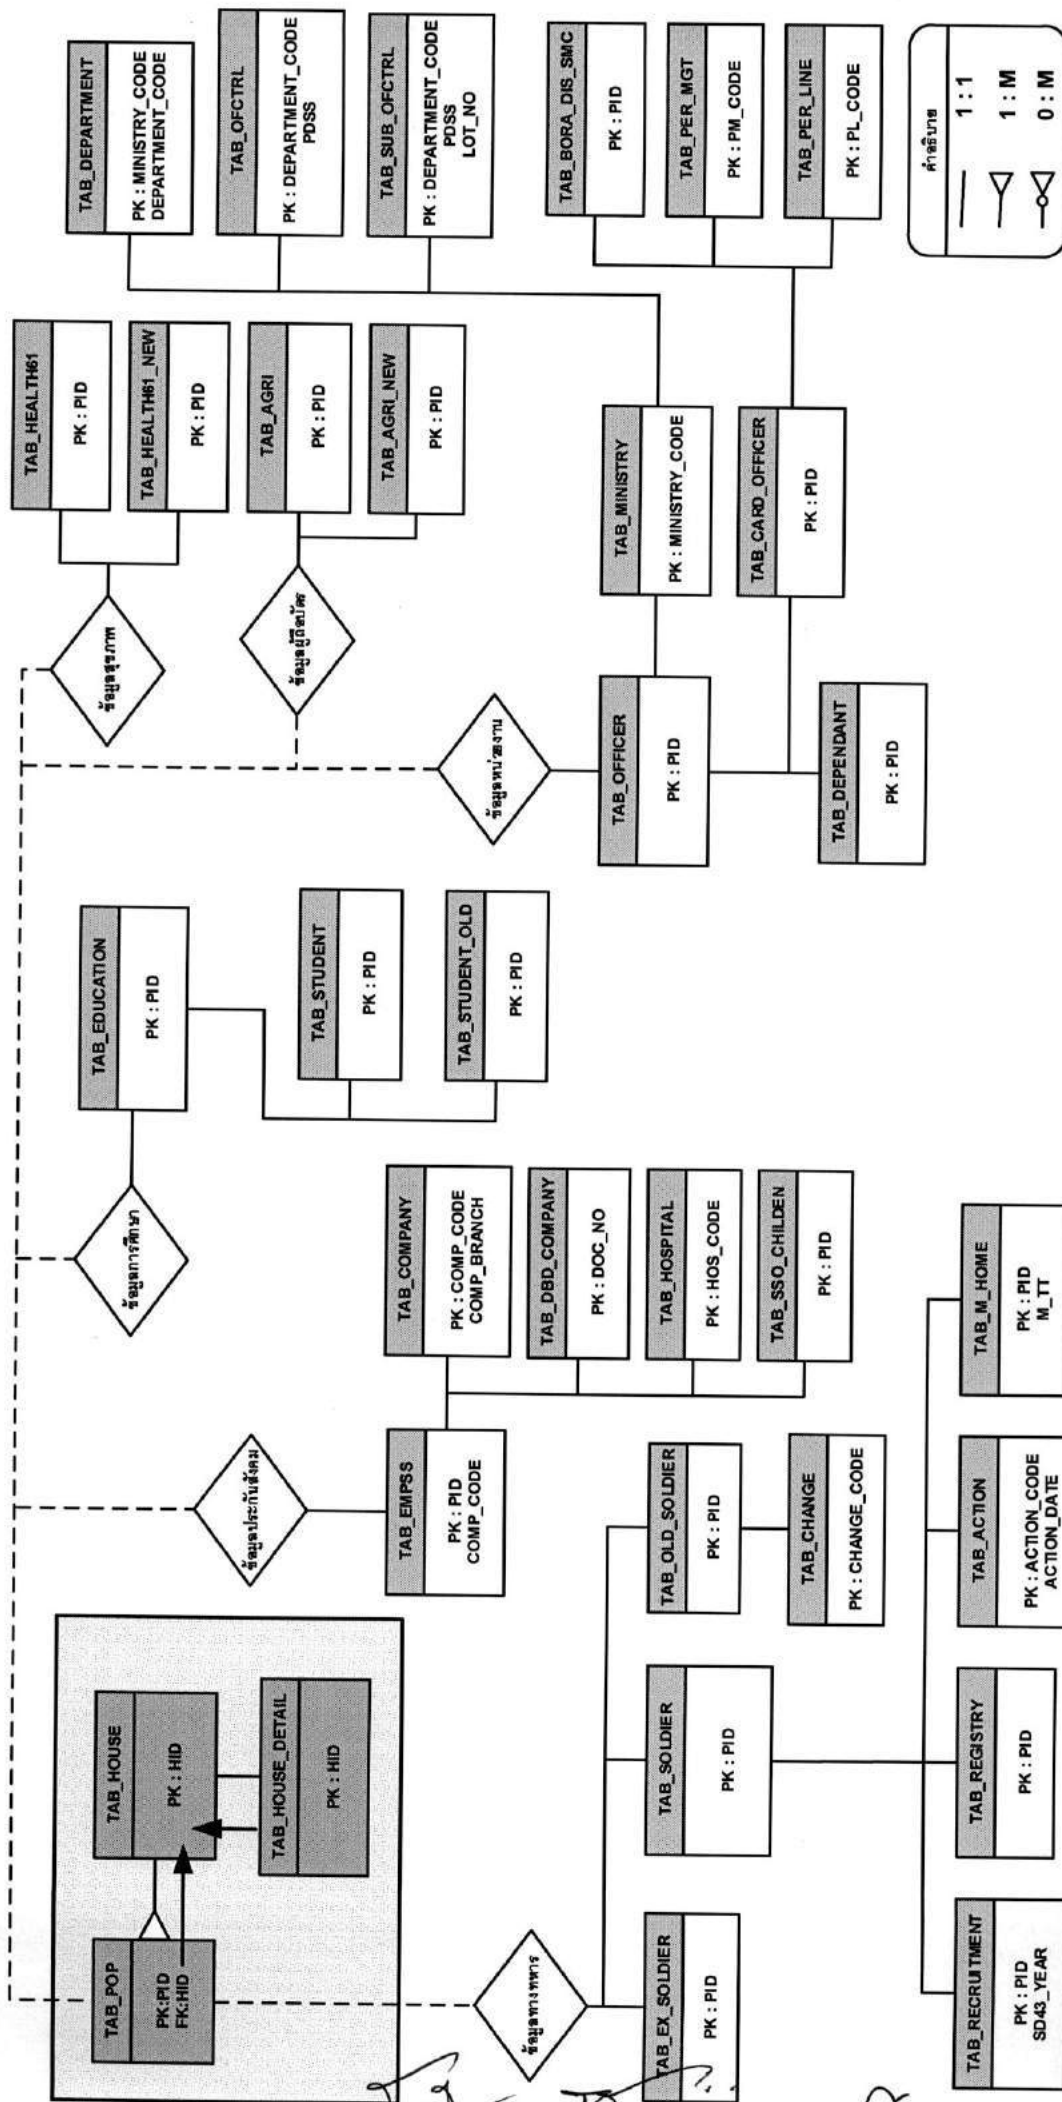 TAB_POP
PK:PID
FK:HID
TAB_HOUSE
PK : HID
TAB_HOUSE_DETAIL
PK : HID
ข้อมูลประกันสังคม
ข้อมูลการศึกษา
ข้อมูลสุขภาพ
ข้อมูลผู้ถือบัตร
ข้อมูลหน่วยงาน
ข้อมูลทางทหาร
TAB_EMPSS
PK : PID
COMP_CODE
TAB_COMPANY
PK : COMP_CODE
COMP_BRANCH
TAB_DBD_COMPANY
PK : DOC_NO
TAB_HOSPITAL
PK : HOS_CODE
TAB_SSO_CHILDEN
PK : PID
TAB_EDUCATION
PK : PID
TAB_STUDENT
PK : PID
TAB_STUDENT_OLD
PK : PID
TAB_HEALTH61
PK : PID
TAB_HEALTH61_NEW
PK : PID
TAB_AGRI
PK : PID
TAB_AGRI_NEW
PK : PID
TAB_OFFICER
PK : PID
TAB_DEPENDANT
PK : PID
TAB_MINISTRY
PK : MINISTRY_CODE
TAB_CARD_OFFICER
PK : PID
TAB_DEPARTMENT
PK : MINISTRY_CODE
DEPARTMENT_CODE
TAB_OFCTRL
PK : DEPARTMENT_CODE
PDSS
TAB_SUB_OFCTRL
PK : DEPARTMENT_CODE
PDSS
LOT_NO
TAB_BORA_DIS_SMC
PK : PID
TAB_PER_MGT
PK : PM_CODE
TAB_PER_LINE
PK : PL_CODE
TAB_EX_SOLDIER
PK : PID
TAB_SOLDIER
PK : PID
TAB_OLD_SOLDIER
PK : PID
TAB_CHANGE
PK : CHANGE_CODE
TAB_RECRUITMENT
PK : PID
SD43_YEAR
TAB_REGISTRY
PK : PID
TAB_ACTION
PK : ACTION_CODE
ACTION_DATE
TAB_M_HOME
PK : PID
M_TT
คำอธิบาย
1 : 1
1 : M
0 : M